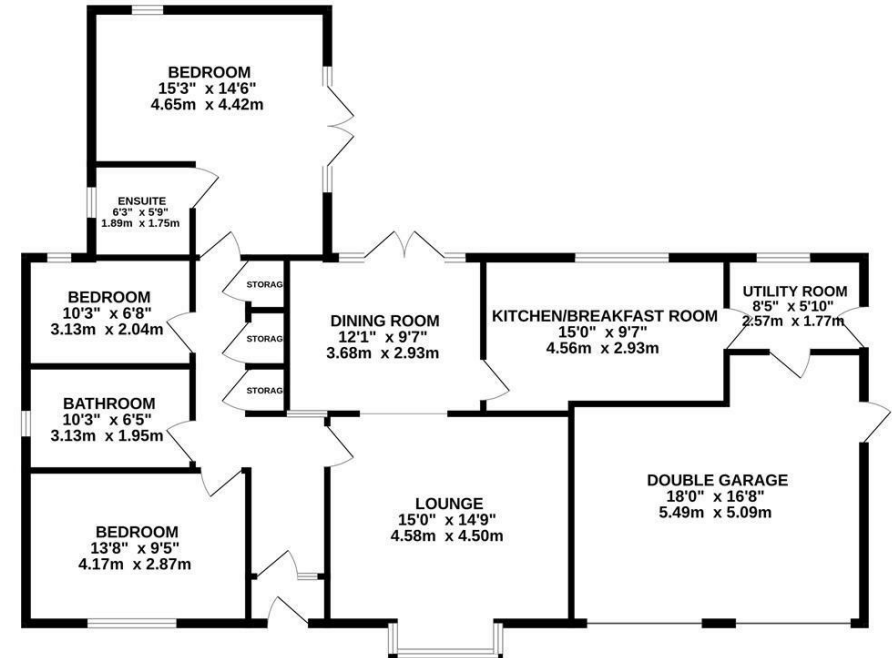 BEDROOM
15'3" x 14'6"
4.65m x 4.42m
ENSUITE
6'3" x 5'9"
1.89m x 1.75m
BEDROOM
10'3" x 6'8"
3.13m x 2.04m
STORAG
STORAG
STORAG
DINING ROOM
12'1" x 9'7"
3.68m x 2.93m
KITCHEN/BREAKFAST ROOM
15'0" x 9'7"
4.56m x 2.93m
UTILITY ROOM
8'5" x 5'10"
2.57m x 1.77m
BATHROOM
10'3" x 6'5"
3.13m x 1.95m
BEDROOM
13'8" x 9'5"
4.17m x 2.87m
LOUNGE
15'0" x 14'9"
4.58m x 4.50m
DOUBLE GARAGE
18'0" x 16'8"
5.49m x 5.09m